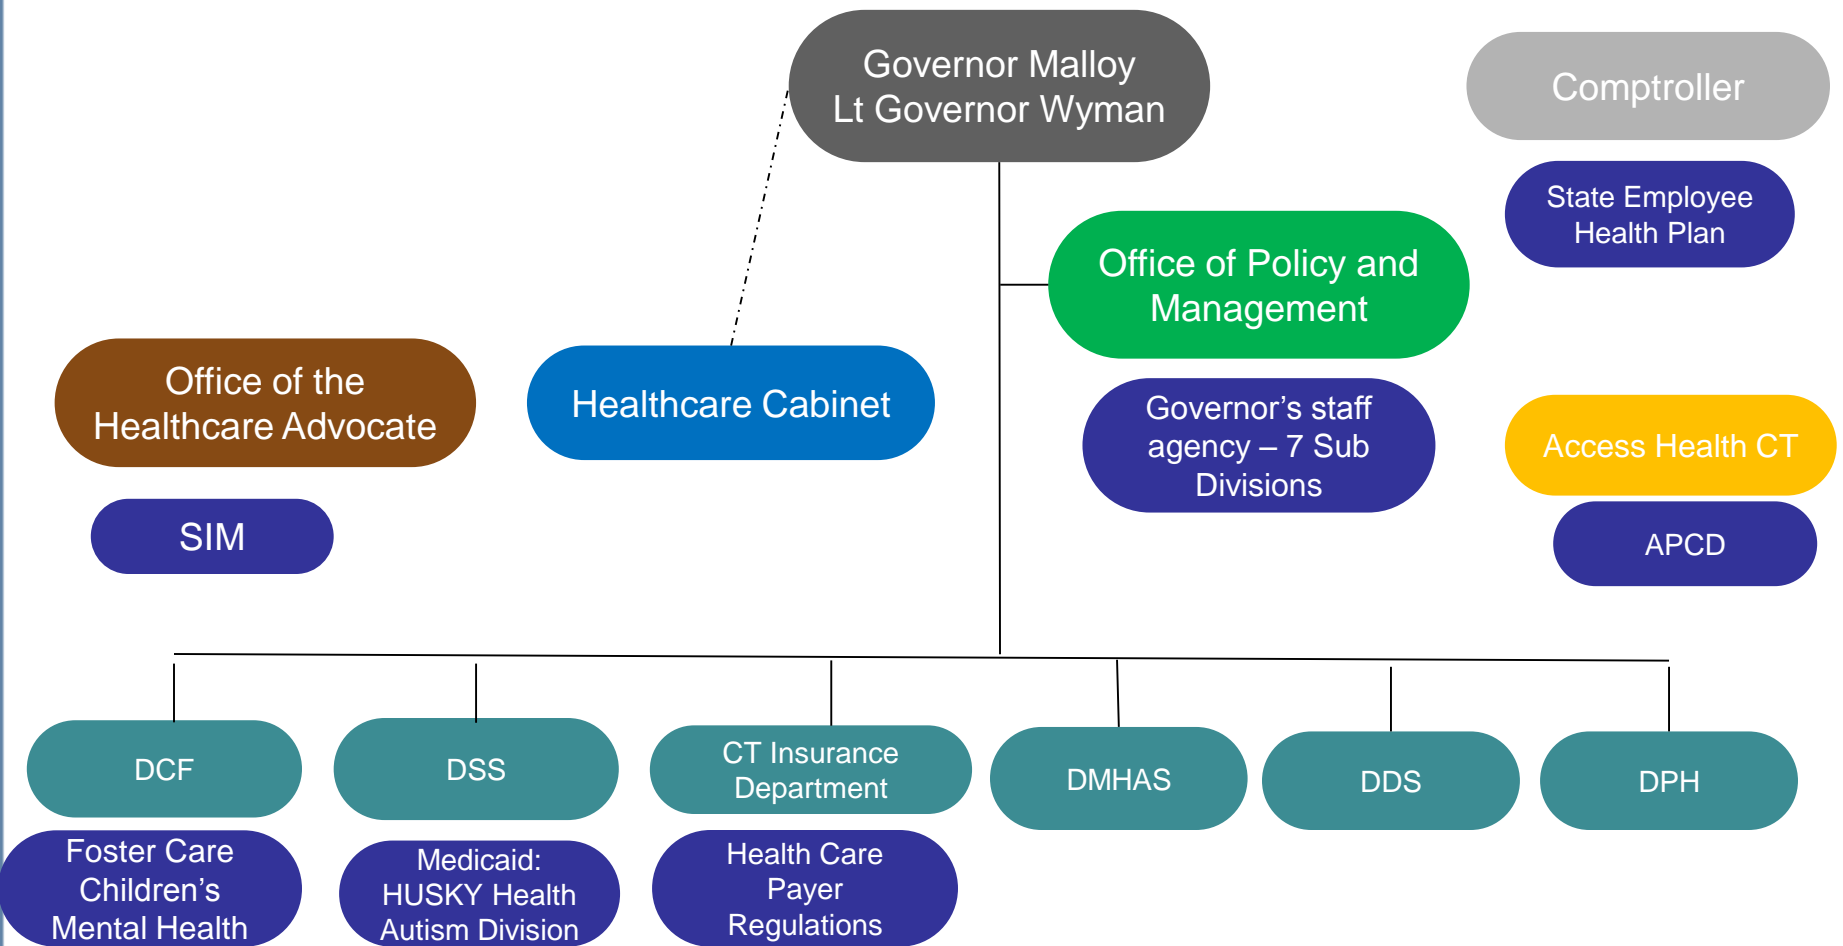 Governor Malloy
Lt Governor Wyman
Comptroller
State Employee
Health Plan
Office of Policy and
Management
Office of the
Healthcare Advocate
Healthcare Cabinet
Governor’s staff
agency – 7 Sub
Divisions
Access Health CT
SIM
APCD
DCF
DSS
CT Insurance
Department
DMHAS
DDS
DPH
Foster Care
Children’s
Mental Health
Medicaid:
HUSKY Health
Autism Division
Health Care
Payer
Regulations